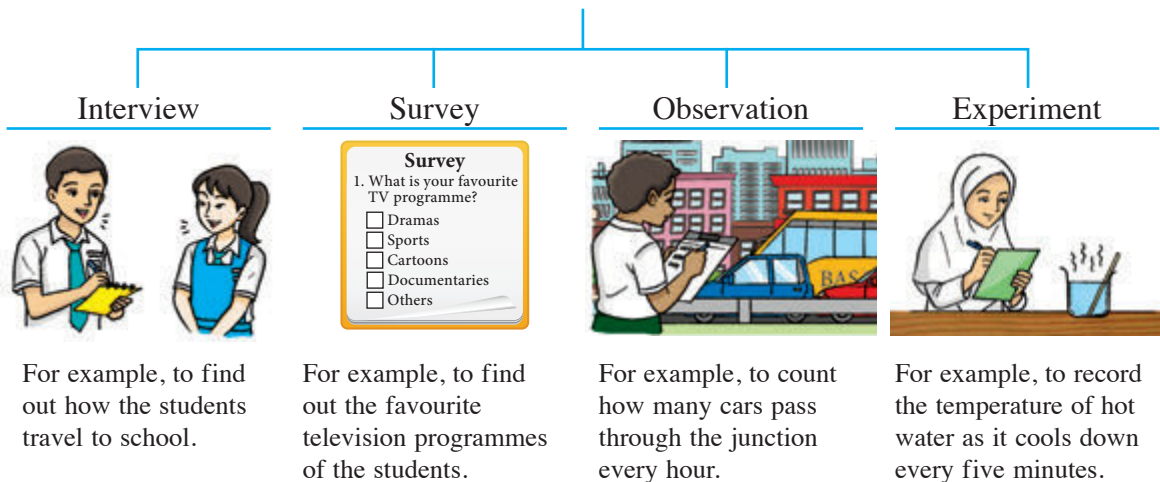 Interview
Survey
Observation
Experiment
Survey
1. What is your favourite
TV programme?
Dramas
Sports
Cartoons
Documentaries
Others
BAS
For example, to find
out how the students
travel to school.
For example, to find
out the favourite
television programmes
of the students.
For example, to count
how many cars pass
through the junction
every hour.
For example, to record
the temperature of hot
water as it cools down
every five minutes.